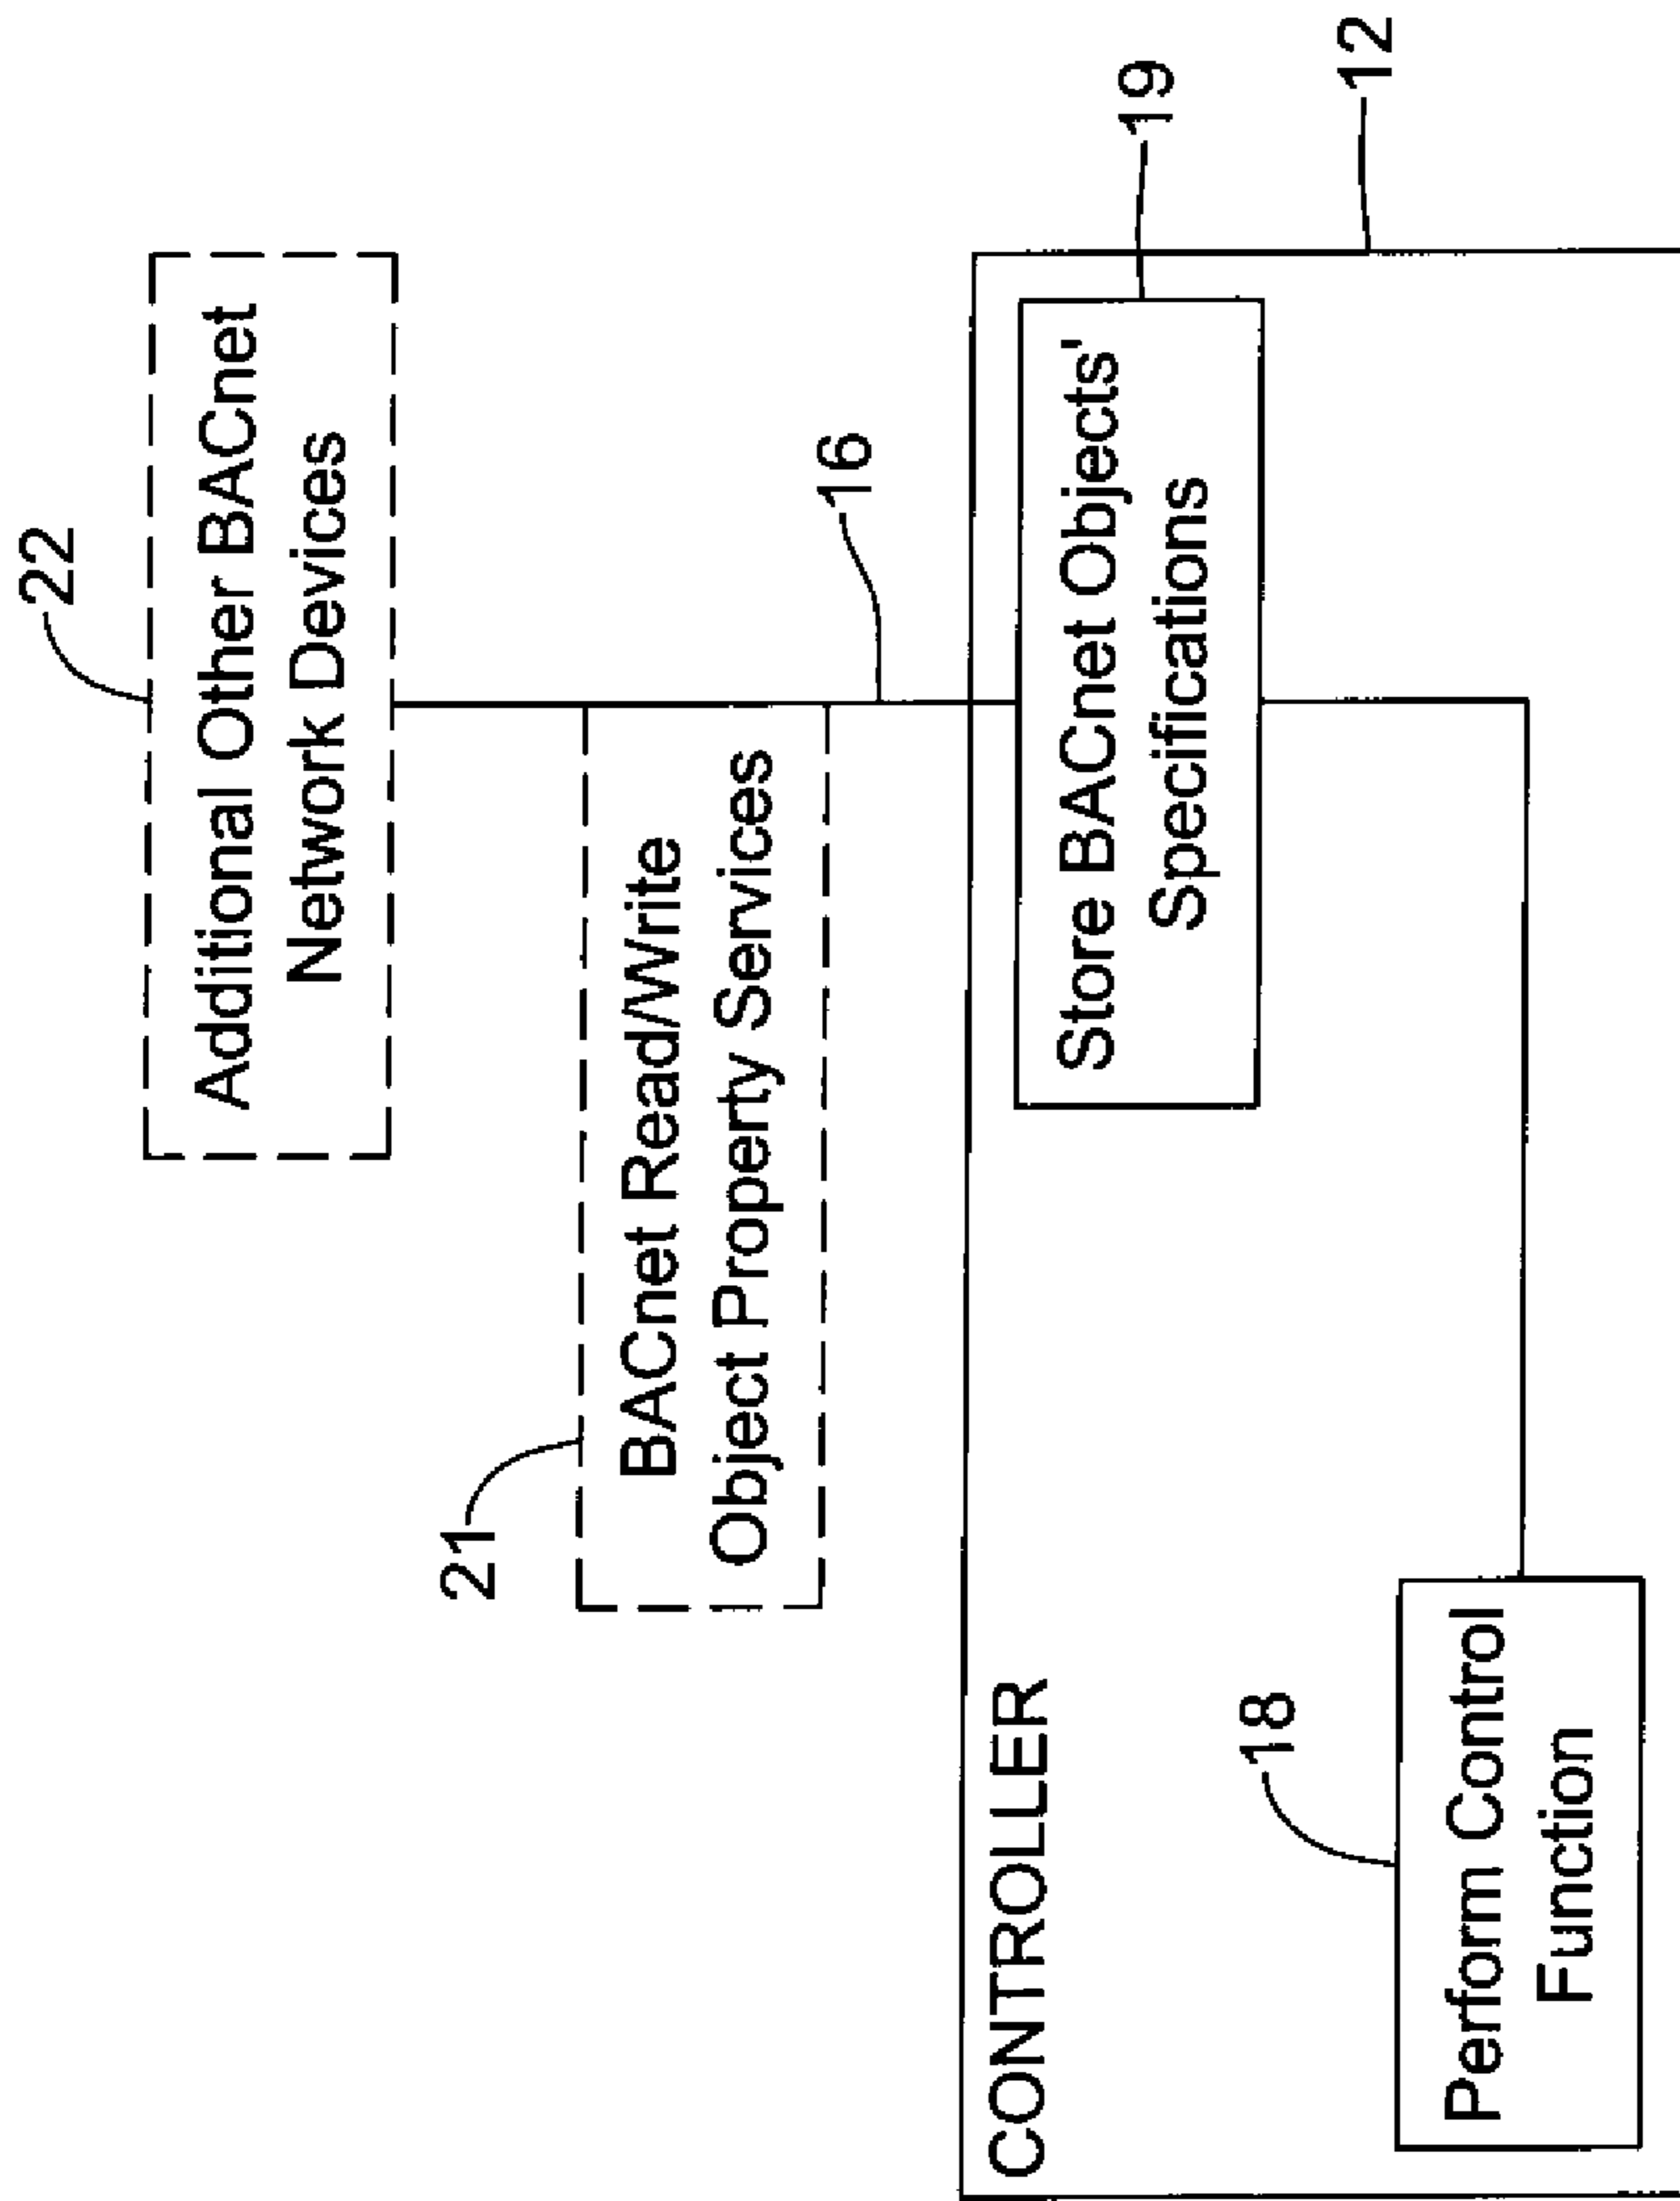 22
Additional Other BACnet
Network Devices
21
BACnet Read/Write
Object Property Services
16
CONTROLLER
19
Store BACnet Objects'
Specifications
12
18
Perform Control
Function